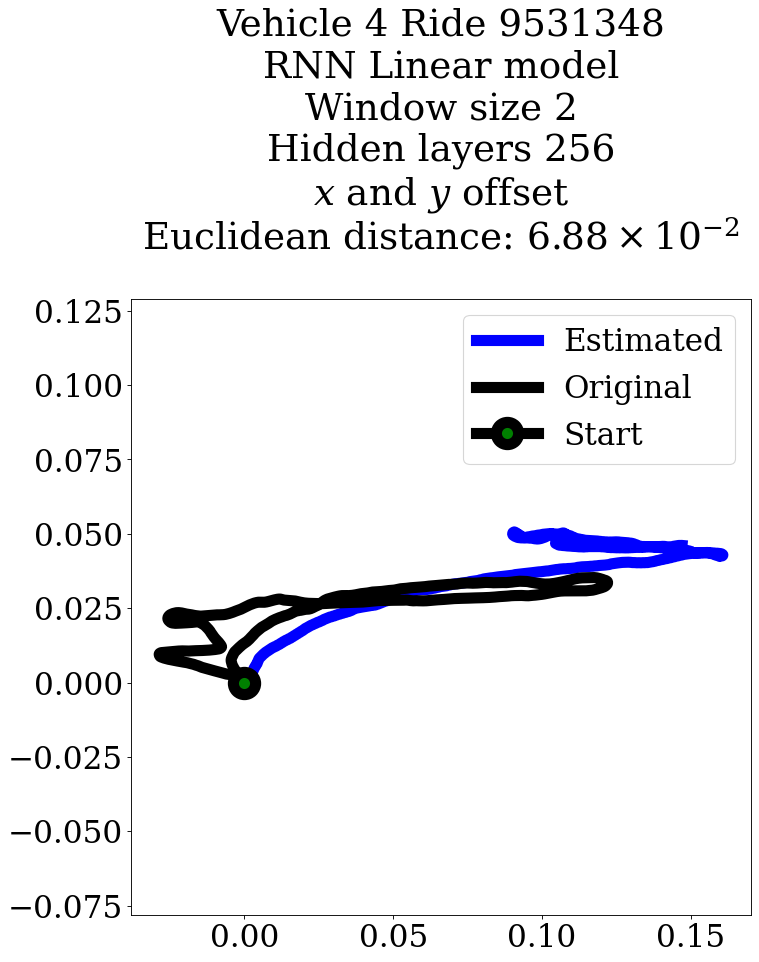 Vehicle 4 Ride 9531348
RNN Linear model
Window size 2
Hidden layers 256
x and y offset
Euclidean distance: 6.88 × 10⁻²
Estimated
Original
Start
0.125
0.100
0.075
0.050
0.025
0.000
−0.025
−0.050
−0.075
0.00 0.05 0.10 0.15